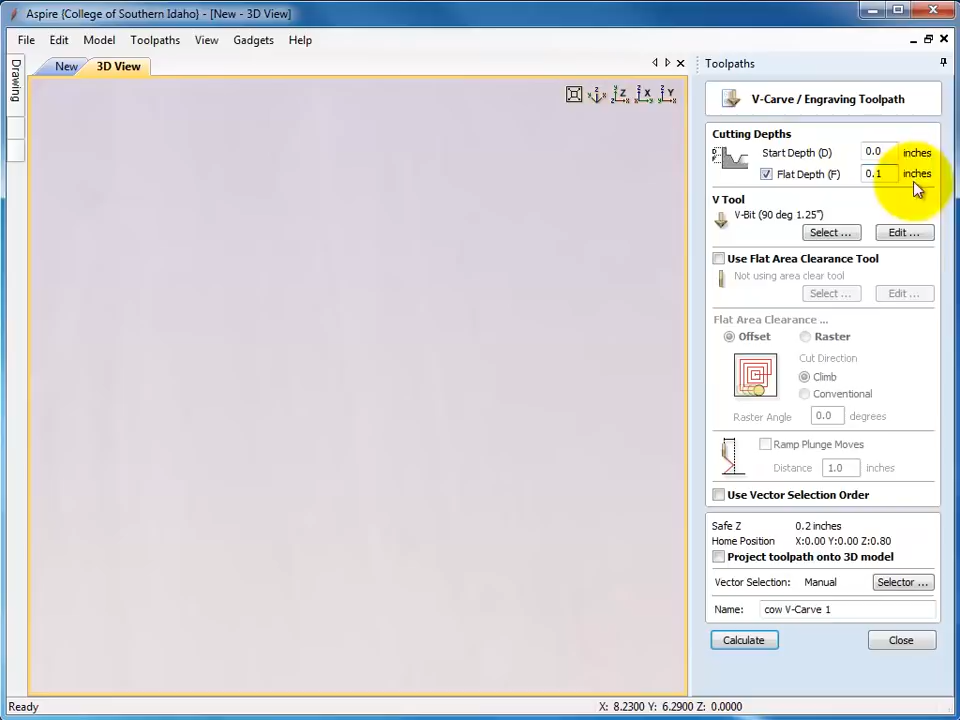 Aspire {College of Southern Idaho} - [New - 3D View]
File Edit Model Toolpaths View Gadgets Help
Drawing
New 3D View
Z X Y
Toolpaths
V-Carve / Engraving Toolpath
Cutting Depths
Start Depth (D) 0.0 inches
Flat Depth (F) 0.1 inches
V Tool
V-Bit (90 deg 1.25")
Select ... Edit ...
Use Flat Area Clearance Tool
Not using area clear tool
Select ... Edit ...
Flat Area Clearance ...
Offset Raster
Cut Direction
Climb
Conventional
Raster Angle 0.0 degrees
Ramp Plunge Moves
Distance 1.0 inches
Use Vector Selection Order
Safe Z 0.2 inches
Home Position X:0.00 Y:0.00 Z:0.80
Project toolpath onto 3D model
Vector Selection: Manual Selector ...
Name: cow V-Carve 1
Calculate Close
Ready X: 8.2300 Y: 6.2900 Z: 0.0000